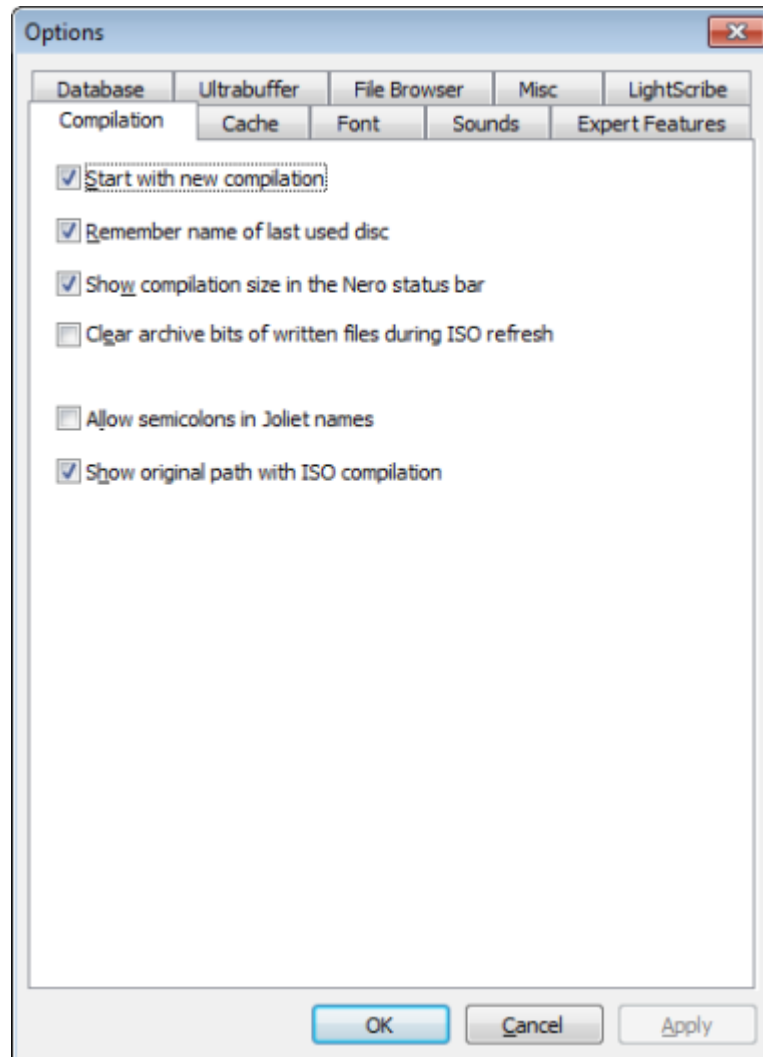 Options
Database Ultrabuffer File Browser Misc LightScribe
Compilation Cache Font Sounds Expert Features
Start with new compilation
Remember name of last used disc
Show compilation size in the Nero status bar
Clear archive bits of written files during ISO refresh
Allow semicolons in Joliet names
Show original path with ISO compilation
OK Cancel Apply